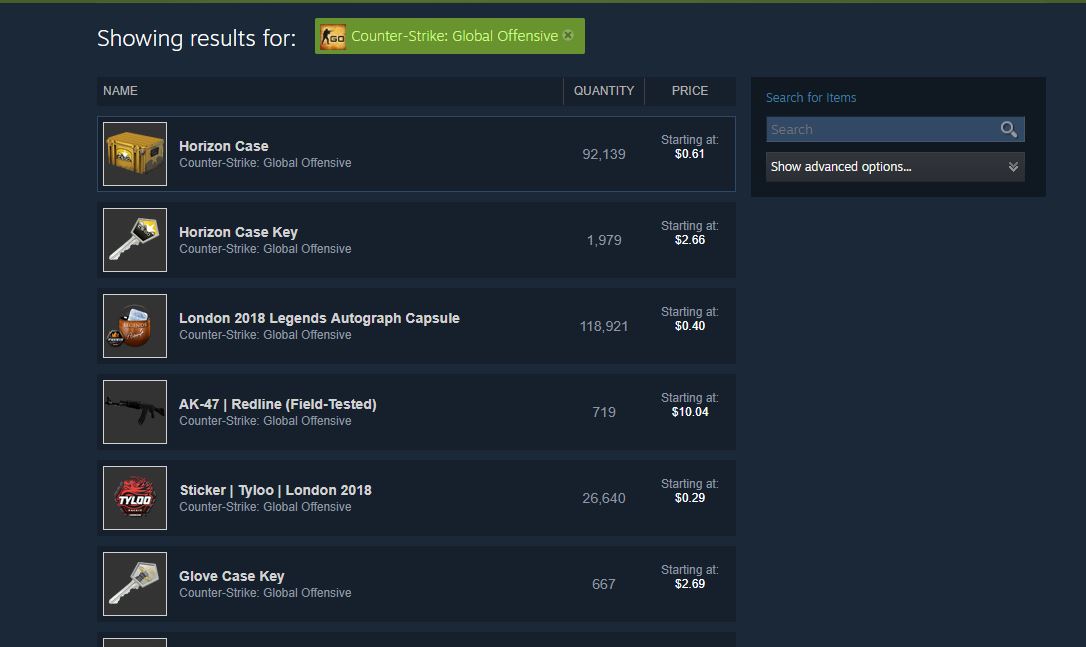 Showing results for:
GO
Counter-Strike: Global Offensive
NAME
QUANTITY
PRICE
Horizon Case
Counter-Strike: Global Offensive
92,139
Starting at:
$0.61
Horizon Case Key
Counter-Strike: Global Offensive
1,979
Starting at:
$2.66
LEGENDS
London 2018 Legends Autograph Capsule
Counter-Strike: Global Offensive
118,921
Starting at:
$0.40
AK-47 | Redline (Field-Tested)
Counter-Strike: Global Offensive
719
Starting at:
$10.04
TYLOO
Sticker | Tyloo | London 2018
Counter-Strike: Global Offensive
26,640
Starting at:
$0.29
Glove Case Key
Counter-Strike: Global Offensive
667
Starting at:
$2.69
Search for Items
Search
Show advanced options...